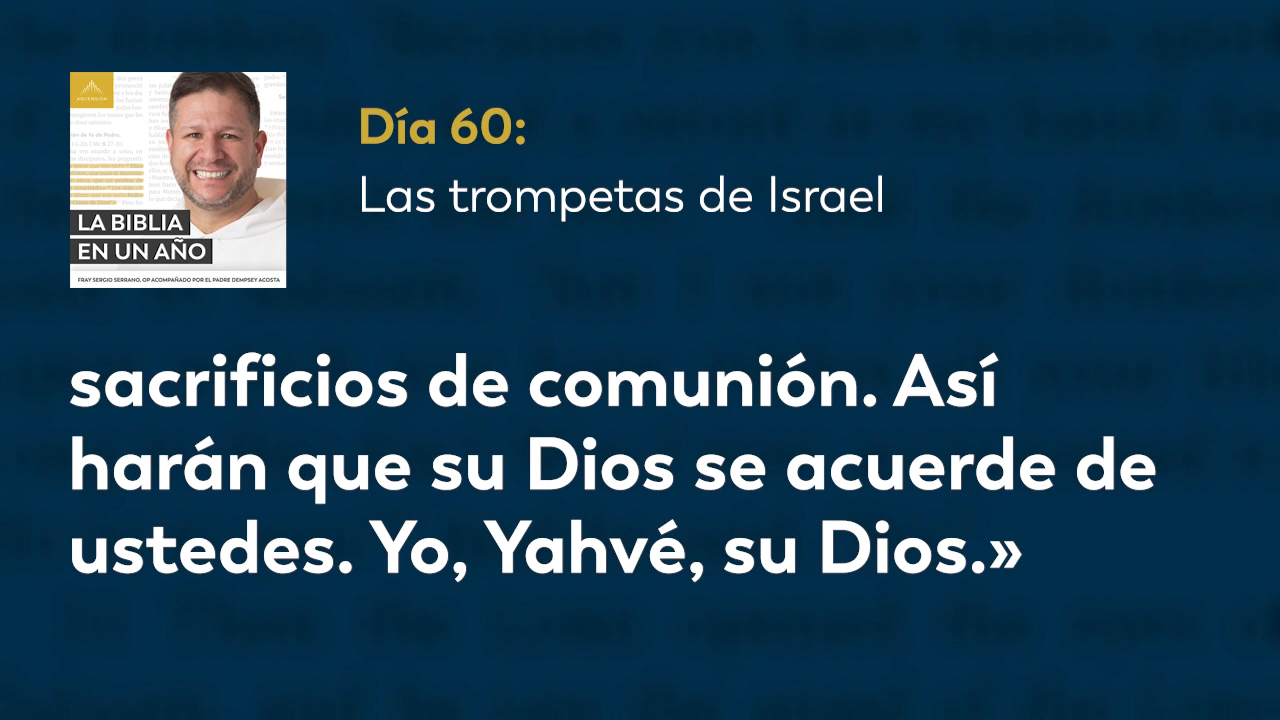 Día 60:
Las trompetas de Israel
ASCENSION
LA BIBLIA
EN UN AÑO
FRAY SERGIO SERRANO, OP ACOMPAÑADO POR EL PADRE DEMPSEY ACOSTA
sacrificios de comunión. Así
harán que su Dios se acuerde de
ustedes. Yo, Yahvé, su Dios.»